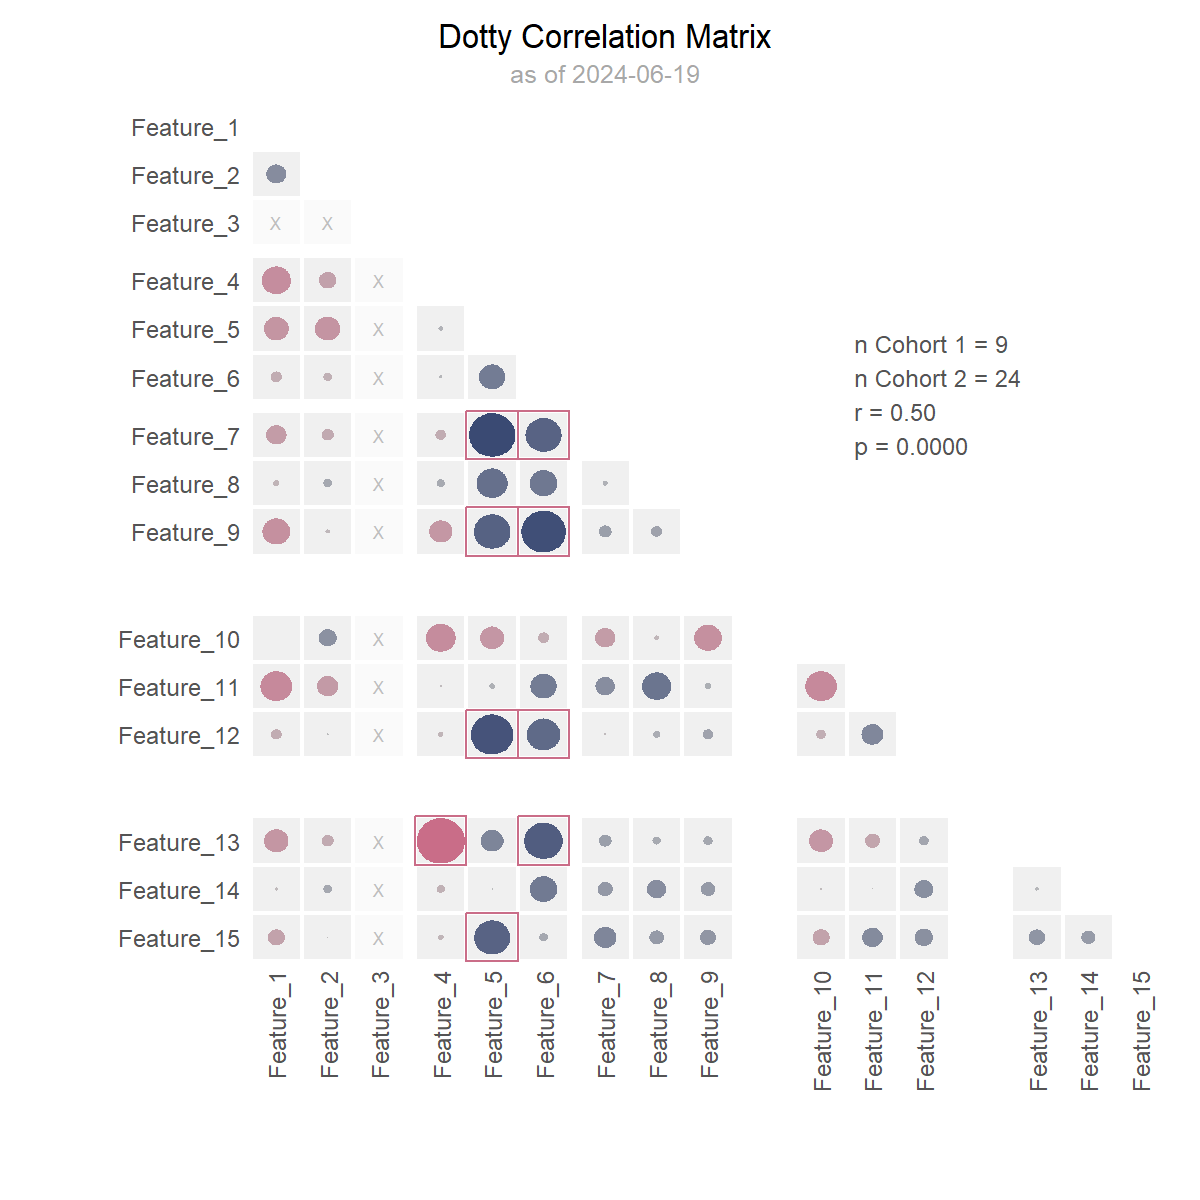 Dotty Correlation Matrix
as of 2024-06-19
Feature_1
Feature_2
Feature_3 X X
Feature_4 X
Feature_5 X
Feature_6 X
Feature_7 X
Feature_8 X
Feature_9 X
n Cohort 1 = 9
n Cohort 2 = 24
r = 0.50
p = 0.0000
Feature_10 X
Feature_11 X
Feature_12 X
Feature_13 X
Feature_14 X
Feature_15 X
Feature_1
Feature_2
Feature_3
Feature_4
Feature_5
Feature_6
Feature_7
Feature_8
Feature_9
Feature_10
Feature_11
Feature_12
Feature_13
Feature_14
Feature_15